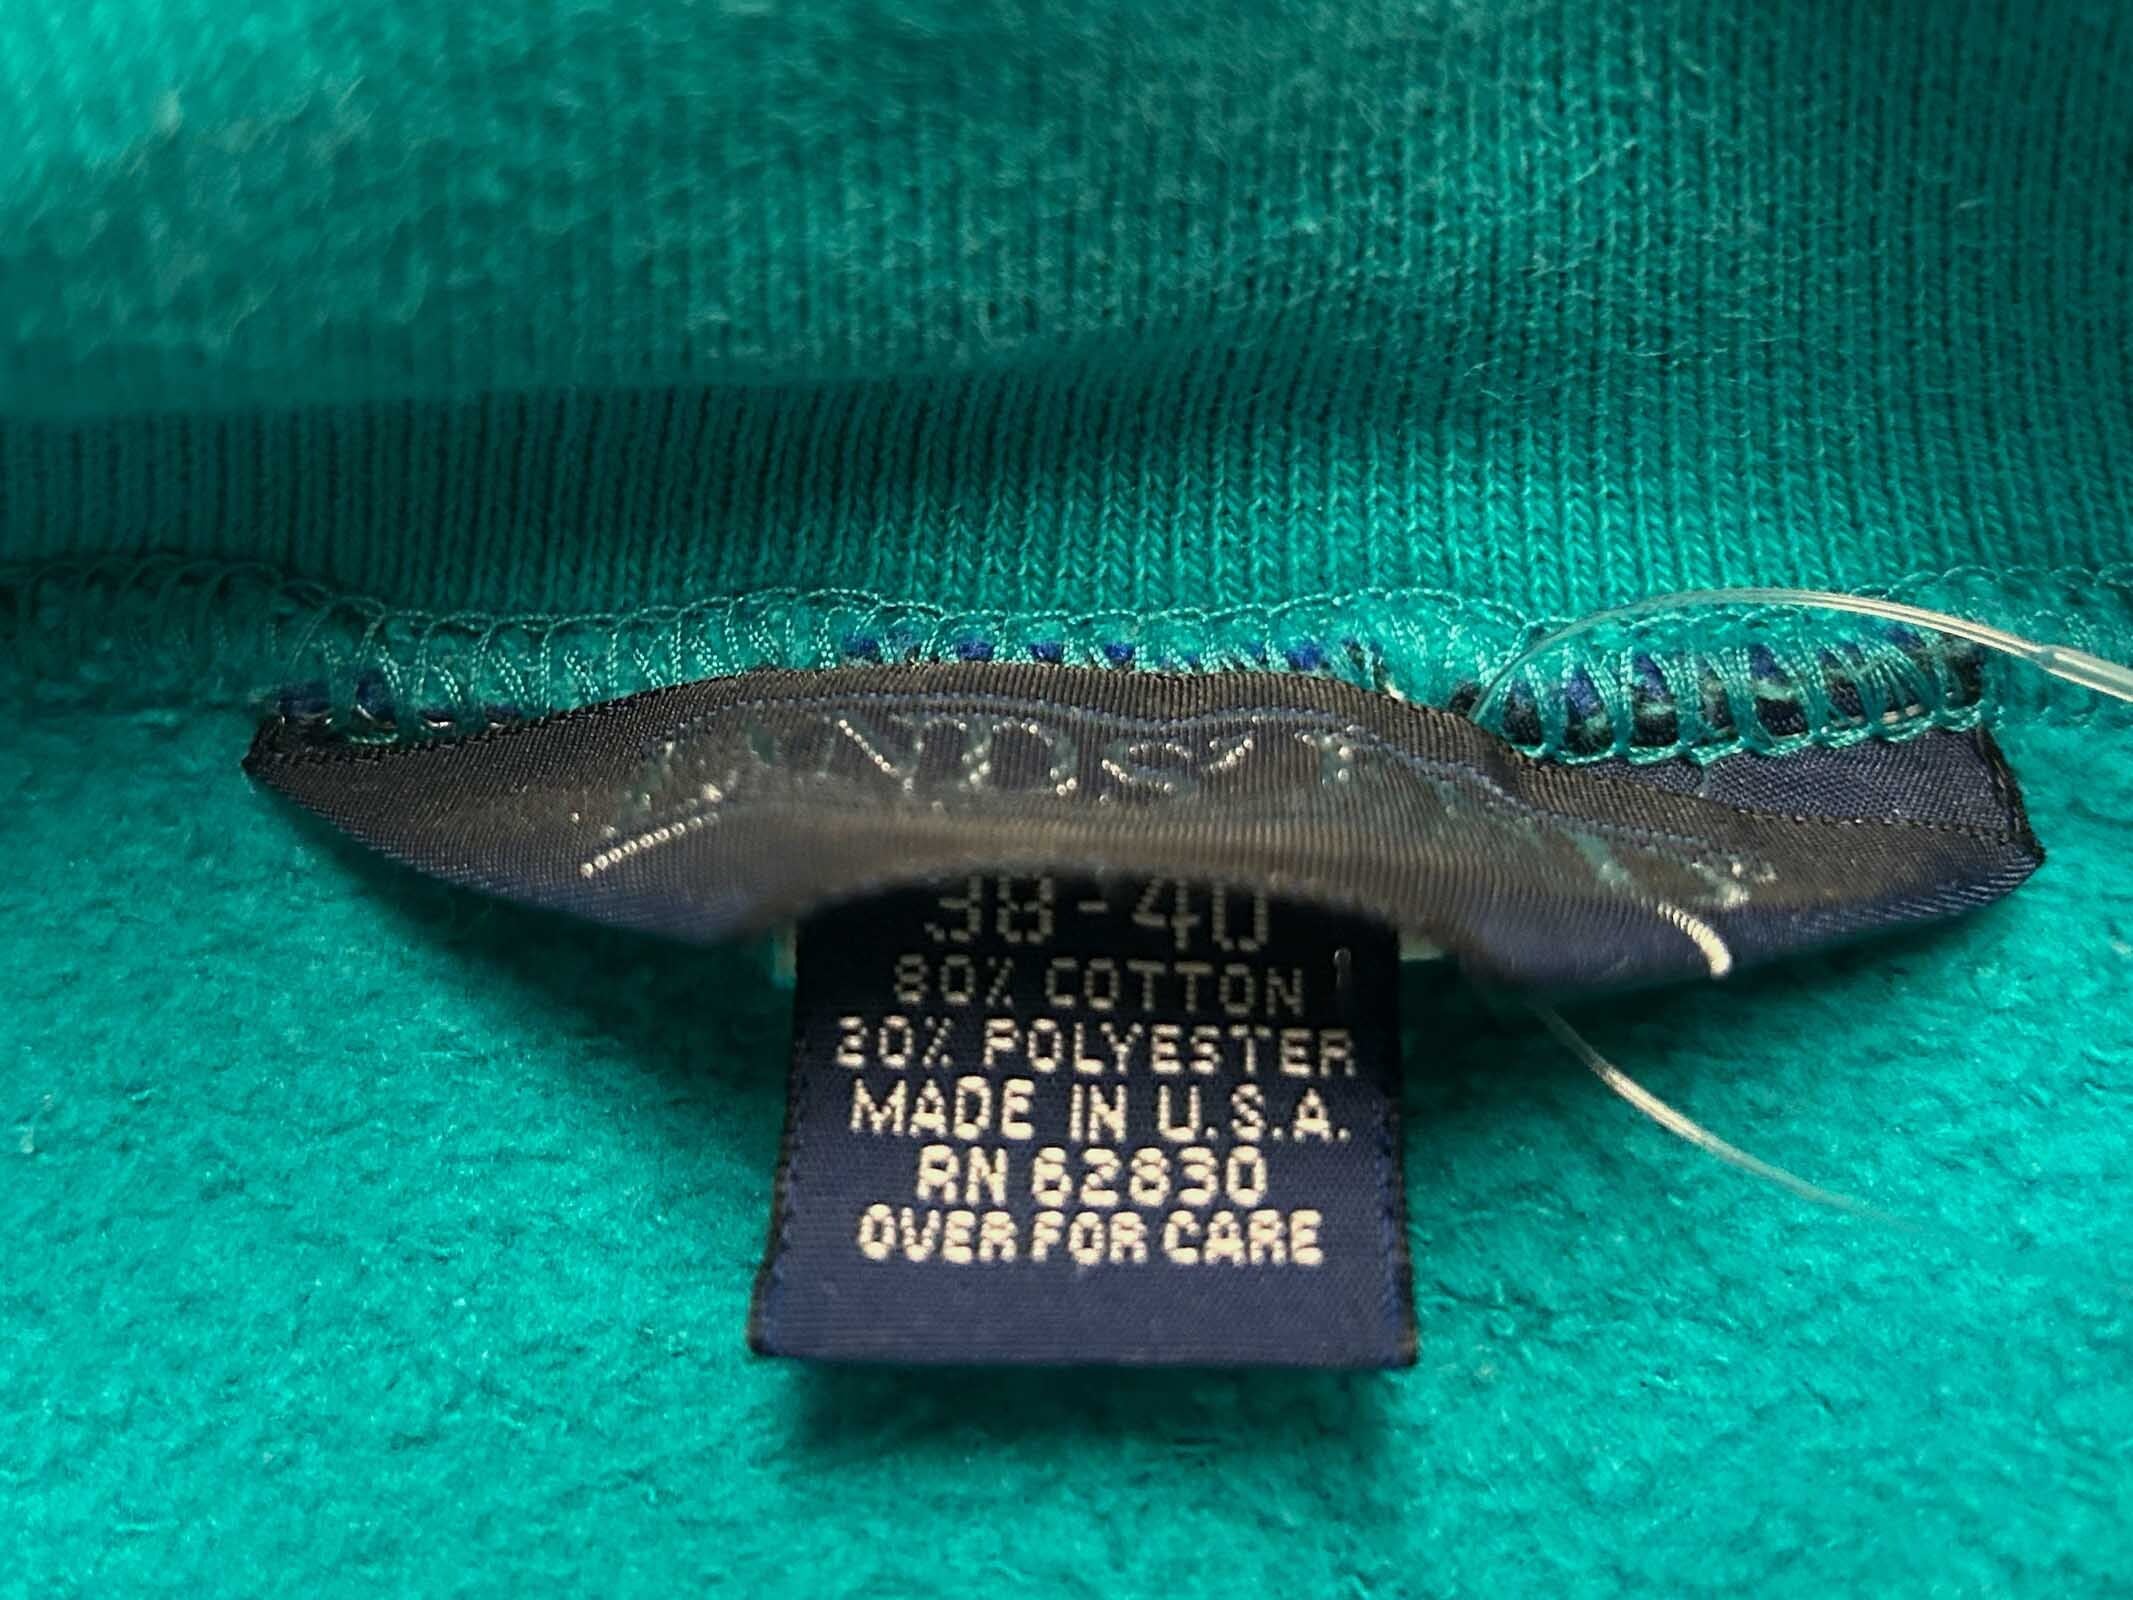 38-40
80% COTTON
20% POLYESTER
MADE IN U.S.A.
RN 62830
OVER FOR CARE